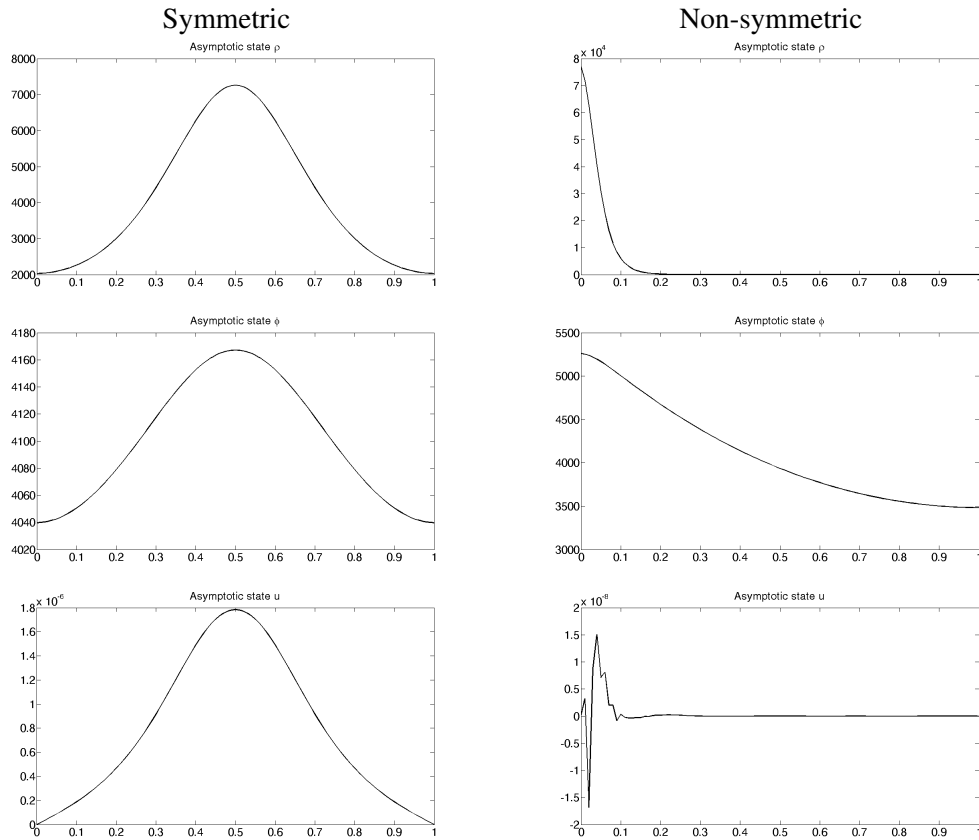 Symmetric
Non-symmetric
Asymptotic state ρ
8000
7000
6000
5000
4000
3000
2000
0 0.1 0.2 0.3 0.4 0.5 0.6 0.7 0.8 0.9 1
Asymptotic state ρ
8 x 10^4
7
6
5
4
3
2
1
0
0 0.1 0.2 0.3 0.4 0.5 0.6 0.7 0.8 0.9 1
Asymptotic state ϕ
4180
4160
4140
4120
4100
4080
4060
4040
4020
0 0.1 0.2 0.3 0.4 0.5 0.6 0.7 0.8 0.9 1
Asymptotic state ϕ
5500
5000
4500
4000
3500
3000
0 0.1 0.2 0.3 0.4 0.5 0.6 0.7 0.8 0.9 1
Asymptotic state u
1.8 x 10^-6
1.6
1.4
1.2
1
0.8
0.6
0.4
0.2
0
0 0.1 0.2 0.3 0.4 0.5 0.6 0.7 0.8 0.9 1
Asymptotic state u
2 x 10^-8
1.5
1
0.5
0
-0.5
-1
-1.5
-2
0 0.1 0.2 0.3 0.4 0.5 0.6 0.7 0.8 0.9 1